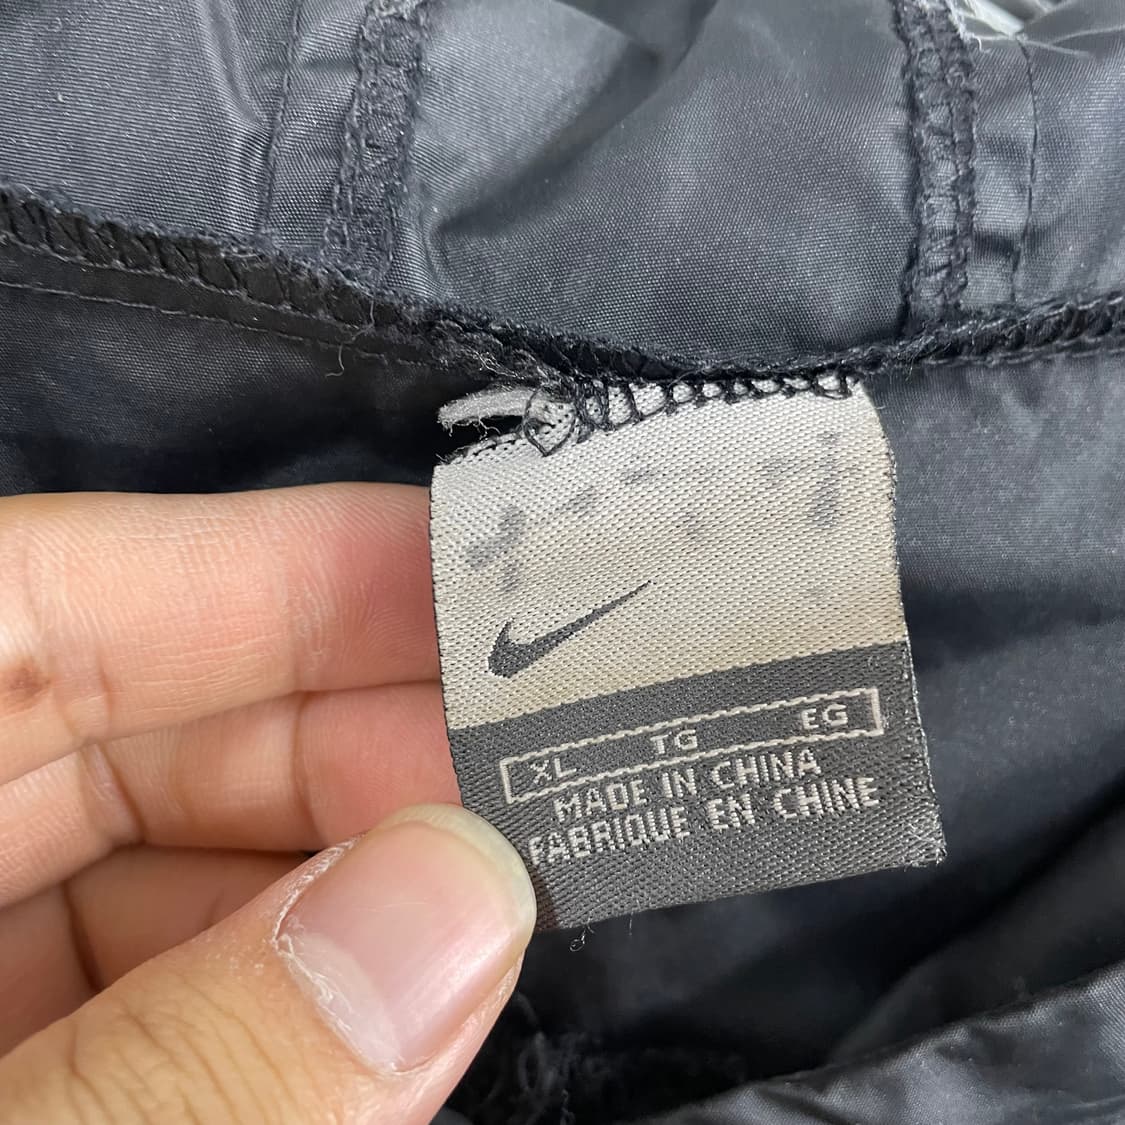 XL TG EG
MADE IN CHINA
FABRIQUE EN CHINE